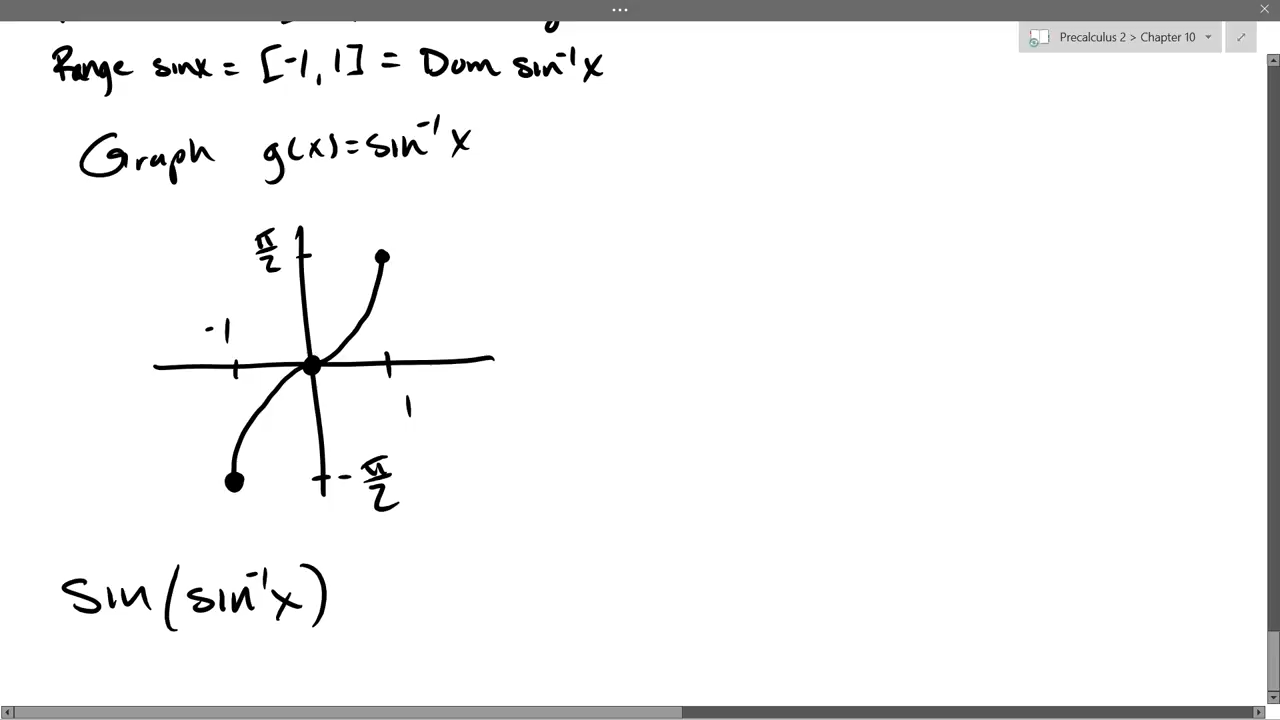 Precalculus 2 > Chapter 10
Range sinx = [-1, 1] = Dom sin⁻¹x
Graph g(x) = sin⁻¹ x
π/2
-1
1
-π/2
Sin(sin⁻¹x)